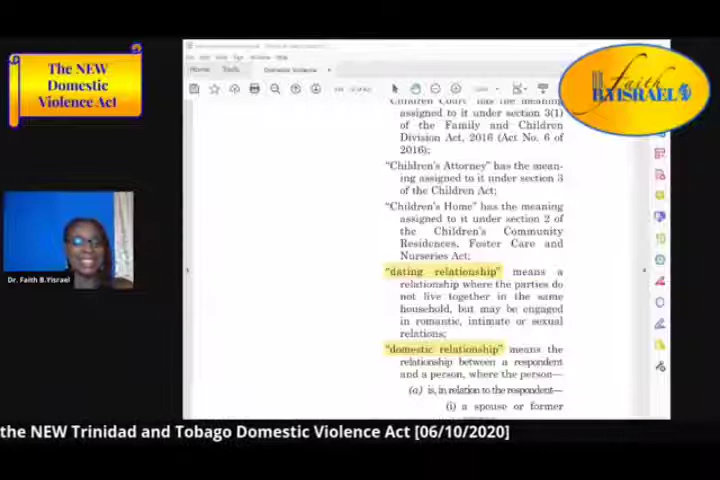 The NEW
Domestic
Violence Act
Home
Tools
Domestic Violence
Faith
B.YISRAEL
Children Court" has the meaning
assigned to it under section 3(1)
of the Family and Children
Division Act, 2016 (Act No. 6 of
2016);
"Children's Attorney" has the mean-
ing assigned to it under section 3
of the Children Act;
"Children's Home" has the meaning
assigned to it under section 2 of
the Children's Community
Residences, Foster Care and
Nurseries Act;
"dating relationship" means a
relationship where the parties do
not live together in the same
household, but may be engaged
in romantic, intimate or sexual
relations;
"domestic relationship" means the
relationship between a respondent
and a person, where the person—
(a) is, in relation to the respondent—
(i) a spouse or former
Dr. Faith B.Yisrael
the NEW Trinidad and Tobago Domestic Violence Act [06/10/2020]